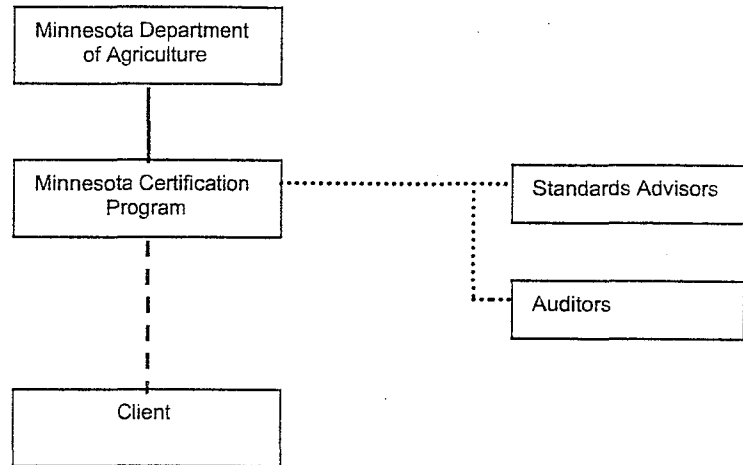 Minnesota Department
of Agriculture
Minnesota Certification
Program
Standards Advisors
Auditors
Client